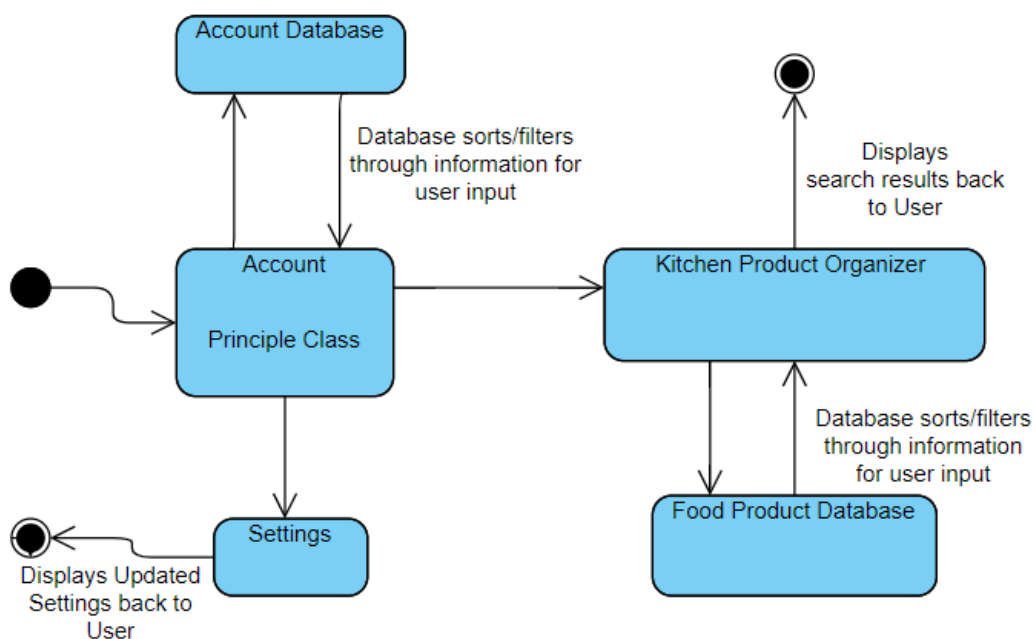 Account Database
Database sorts/filters
through information for
user input
Displays
search results back
to User
Account
Principle Class
Kitchen Product Organizer
Database sorts/filters
through information
for user input
Settings
Food Product Database
Displays Updated
Settings back to
User